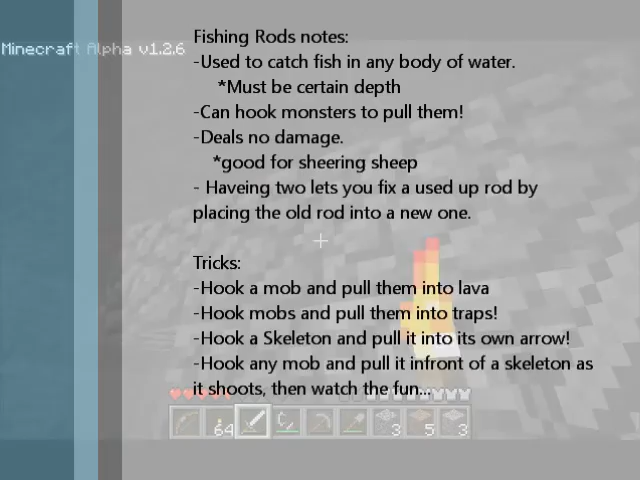 Fishing Rods notes:
Minecraft Alpha v1.2.6
-Used to catch fish in any body of water.
*Must be certain depth
-Can hook monsters to pull them!
-Deals no damage.
*good for sheering sheep
- Haveing two lets you fix a used up rod by
placing the old rod into a new one.
Tricks:
-Hook a mob and pull them into lava
-Hook mobs and pull them into traps!
-Hook a Skeleton and pull it into its own arrow!
-Hook any mob and pull it infront of a skeleton as
it shoots, then watch the fun...
64 3 5 3